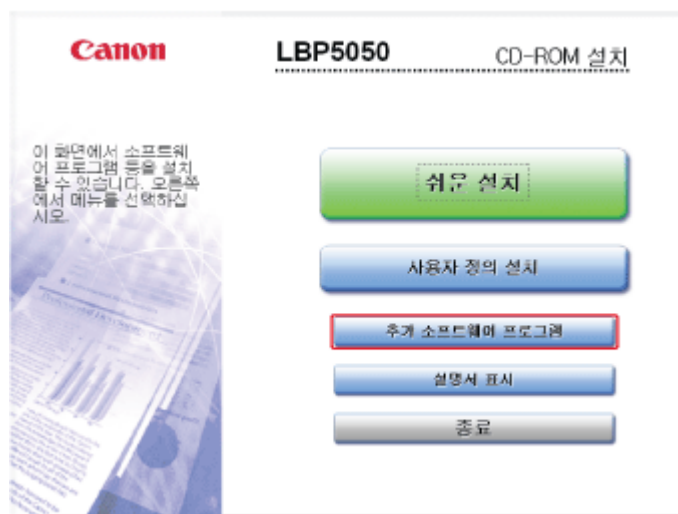 Canon
LBP5050
CD-ROM 설치
이 화면에서 소프트웨
어 프로그램 등을 설치
할 수 있습니다. 오른쪽
에서 메뉴를 선택하십
시오.
쉬운 설치
사용자 정의 설치
추가 소프트웨어 프로그램
설명서 표시
종료